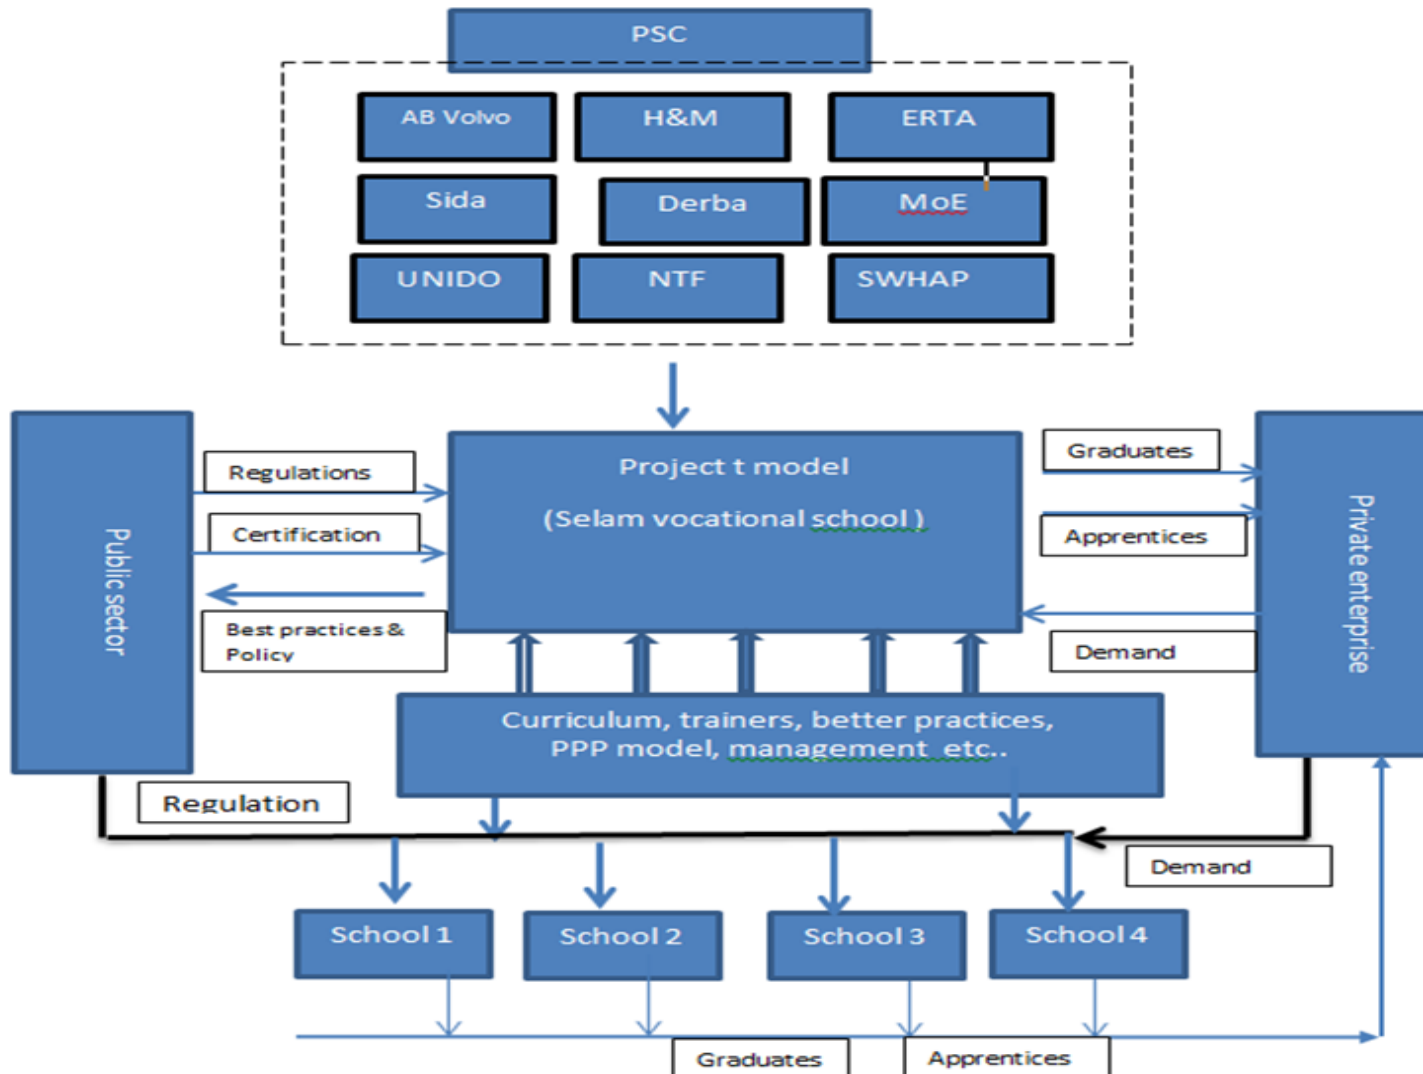 PSC
AB Volvo
H&M
ERTA
Sida
Derba
MoE
UNIDO
NTF
SWHAP
Public sector
Regulations
Certification
Best practices &
Policy
Project t model
(Selam vocational school )
Graduates
Apprentices
Demand
Private enterprise
Curriculum, trainers, better practices,
PPP model, management etc..
Regulation
Demand
School 1
School 2
School 3
School 4
Graduates
Apprentices